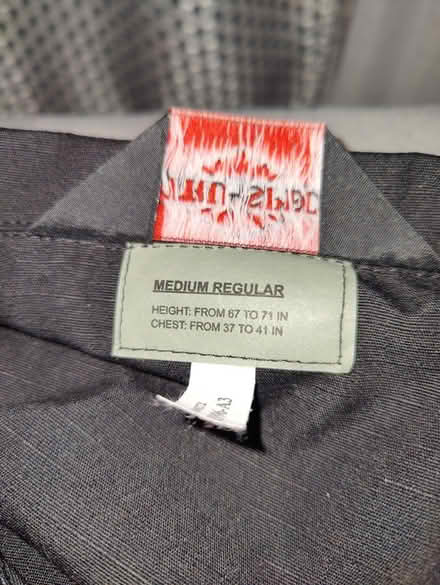 MEDIUM REGULAR
HEIGHT: FROM 67 TO 71 IN
CHEST: FROM 37 TO 41 IN